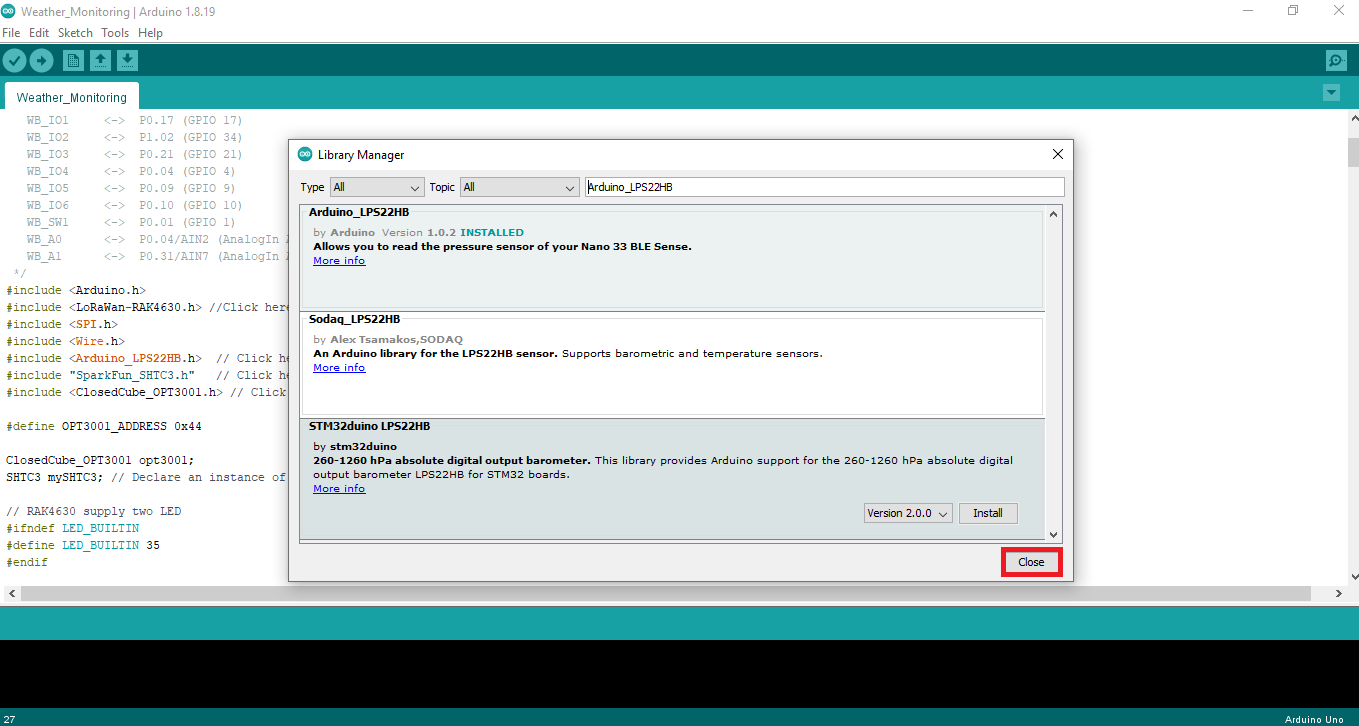 Weather_Monitoring | Arduino 1.8.19
File Edit Sketch Tools Help
Weather_Monitoring
WB_IO1 <-> P0.17 (GPIO 17)
WB_IO2 <-> P1.02 (GPIO 34)
WB_IO3 <-> P0.21 (GPIO 21)
WB_IO4 <-> P0.04 (GPIO 4)
WB_IO5 <-> P0.09 (GPIO 9)
WB_IO6 <-> P0.10 (GPIO 10)
WB_SW1 <-> P0.01 (GPIO 1)
WB_A0 <-> P0.04/AIN2 (AnalogIn
WB_A1 <-> P0.31/AIN7 (AnalogIn
*/
#include <Arduino.h>
#include <LoRaWan-RAK4630.h> //Click here
#include <SPI.h>
#include <Wire.h>
#include <Arduino_LPS22HB.h> // Click he
#include "SparkFun_SHTC3.h" // Click he
#include <ClosedCube_OPT3001.h> // Click
#define OPT3001_ADDRESS 0x44
ClosedCube_OPT3001 opt3001;
SHTC3 mySHTC3; // Declare an instance of
// RAK4630 supply two LED
#ifndef LED_BUILTIN
#define LED_BUILTIN 35
#endif
Library Manager
Type All Topic All Arduino_LPS22HB
Arduino_LPS22HB
by Arduino Version 1.0.2 INSTALLED
Allows you to read the pressure sensor of your Nano 33 BLE Sense.
More info
Sodaq_LPS22HB
by Alex Tsamakos,SODAQ
An Arduino library for the LPS22HB sensor. Supports barometric and temperature sensors.
More info
STM32duino LPS22HB
by stm32duino
260-1260 hPa absolute digital output barometer. This library provides Arduino support for the 260-1260 hPa absolute digital
output barometer LPS22HB for STM32 boards.
More info
Version 2.0.0 Install
Close
27
Arduino Uno